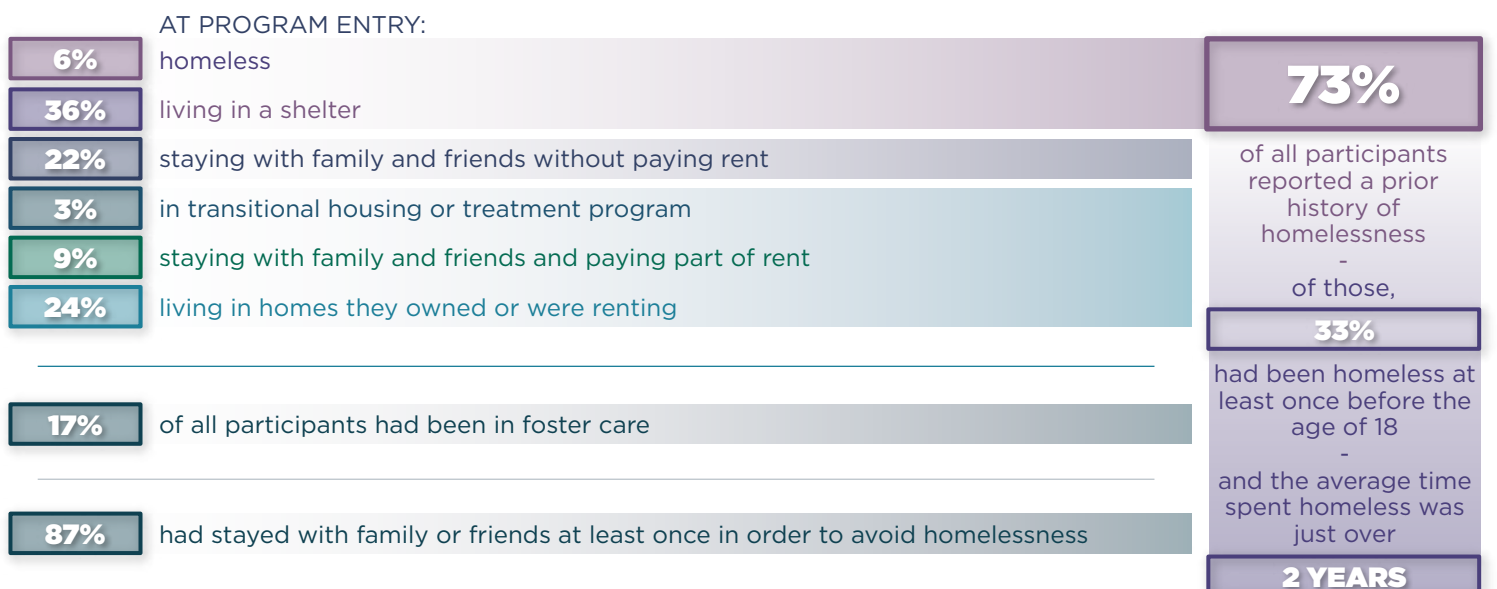 AT PROGRAM ENTRY:
6% homeless
36% living in a shelter
22% staying with family and friends without paying rent
3% in transitional housing or treatment program
9% staying with family and friends and paying part of rent
24% living in homes they owned or were renting
17% of all participants had been in foster care
87% had stayed with family or friends at least once in order to avoid homelessness
73%
of all participants
reported a prior
history of
homelessness
-
of those,
33%
had been homeless at
least once before the
age of 18
-
and the average time
spent homeless was
just over
2 YEARS